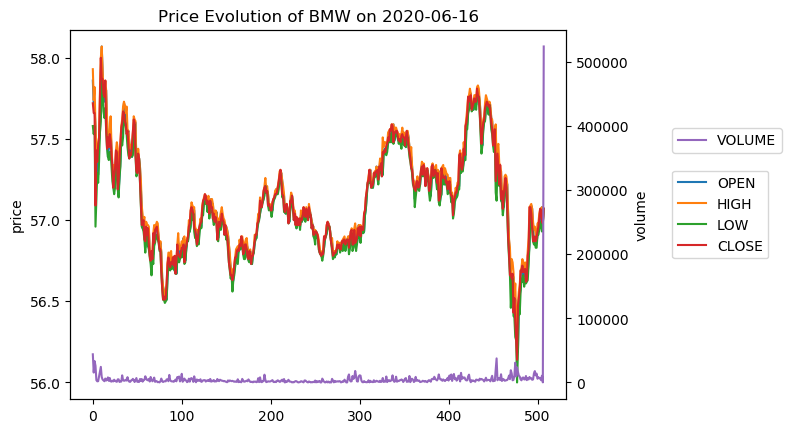 Price Evolution of BMW on 2020-06-16
58.0
57.5
57.0
56.5
56.0
price
0
100
200
300
400
500
500000
400000
300000
200000
100000
0
volume
VOLUME
OPEN
HIGH
LOW
CLOSE